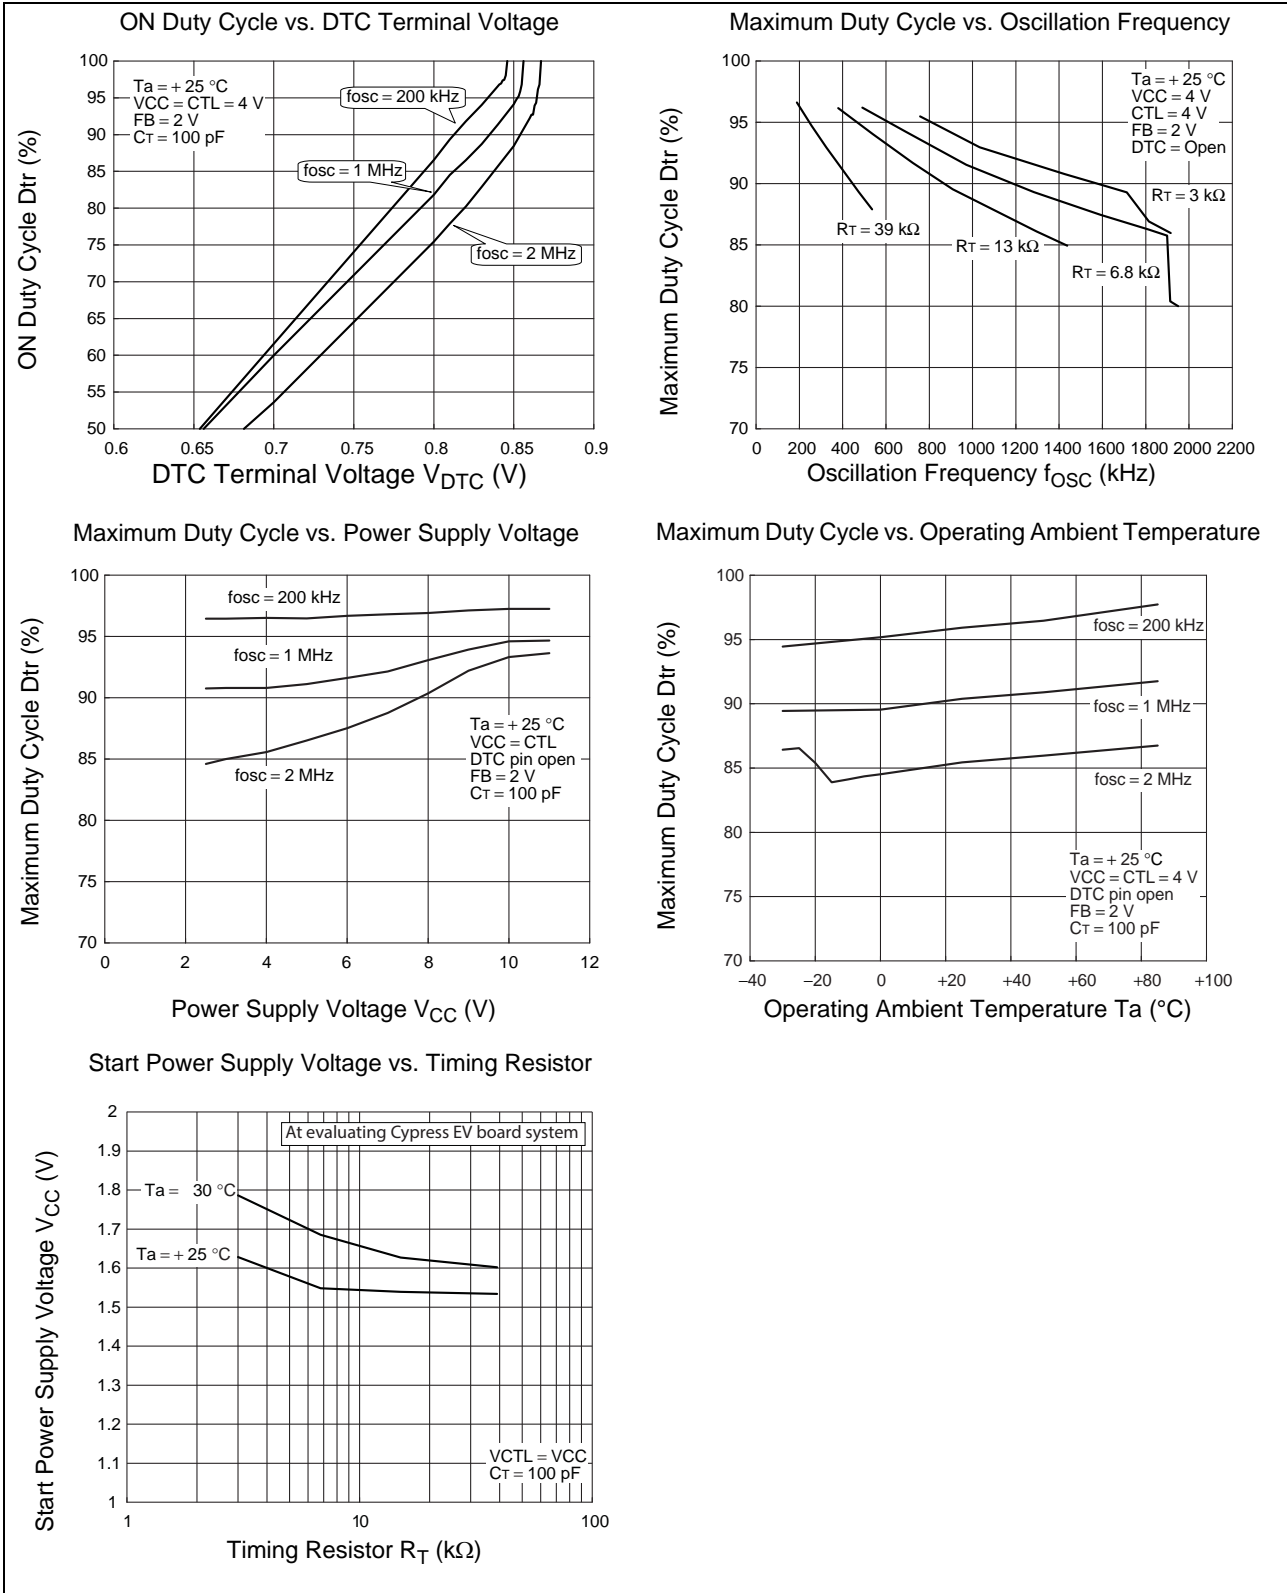 ON Duty Cycle vs. DTC Terminal Voltage
ON Duty Cycle Dtr (%)
100
95
90
85
80
75
70
65
60
55
50
Ta = + 25 °C
VCC = CTL = 4 V
FB = 2 V
CT = 100 pF
fosc = 200 kHz
fosc = 1 MHz
fosc = 2 MHz
0.6 0.65 0.7 0.75 0.8 0.85 0.9
DTC Terminal Voltage VDTC (V)
Maximum Duty Cycle vs. Oscillation Frequency
Maximum Duty Cycle Dtr (%)
100
95
90
85
80
75
70
Ta = + 25 °C
VCC = 4 V
CTL = 4 V
FB = 2 V
DTC = Open
RT = 3 kΩ
RT = 39 kΩ
RT = 13 kΩ
RT = 6.8 kΩ
0 200 400 600 800 1000 1200 1400 1600 1800 2000 2200
Oscillation Frequency fOSC (kHz)
Maximum Duty Cycle vs. Power Supply Voltage
Maximum Duty Cycle Dtr (%)
100
95
90
85
80
75
70
fosc = 200 kHz
fosc = 1 MHz
fosc = 2 MHz
Ta = + 25 °C
VCC = CTL
DTC pin open
FB = 2 V
CT = 100 pF
0 2 4 6 8 10 12
Power Supply Voltage VCC (V)
Maximum Duty Cycle vs. Operating Ambient Temperature
Maximum Duty Cycle Dtr (%)
100
95
90
85
80
75
70
fosc = 200 kHz
fosc = 1 MHz
fosc = 2 MHz
Ta = + 25 °C
VCC = CTL = 4 V
DTC pin open
FB = 2 V
CT = 100 pF
−40 −20 0 +20 +40 +60 +80 +100
Operating Ambient Temperature Ta (°C)
Start Power Supply Voltage vs. Timing Resistor
Start Power Supply Voltage VCC (V)
2
1.9
1.8
1.7
1.6
1.5
1.4
1.3
1.2
1.1
1
At evaluating Cypress EV board system
Ta = 30 °C
Ta = + 25 °C
VCTL = VCC
CT = 100 pF
1 10 100
Timing Resistor RT (kΩ)